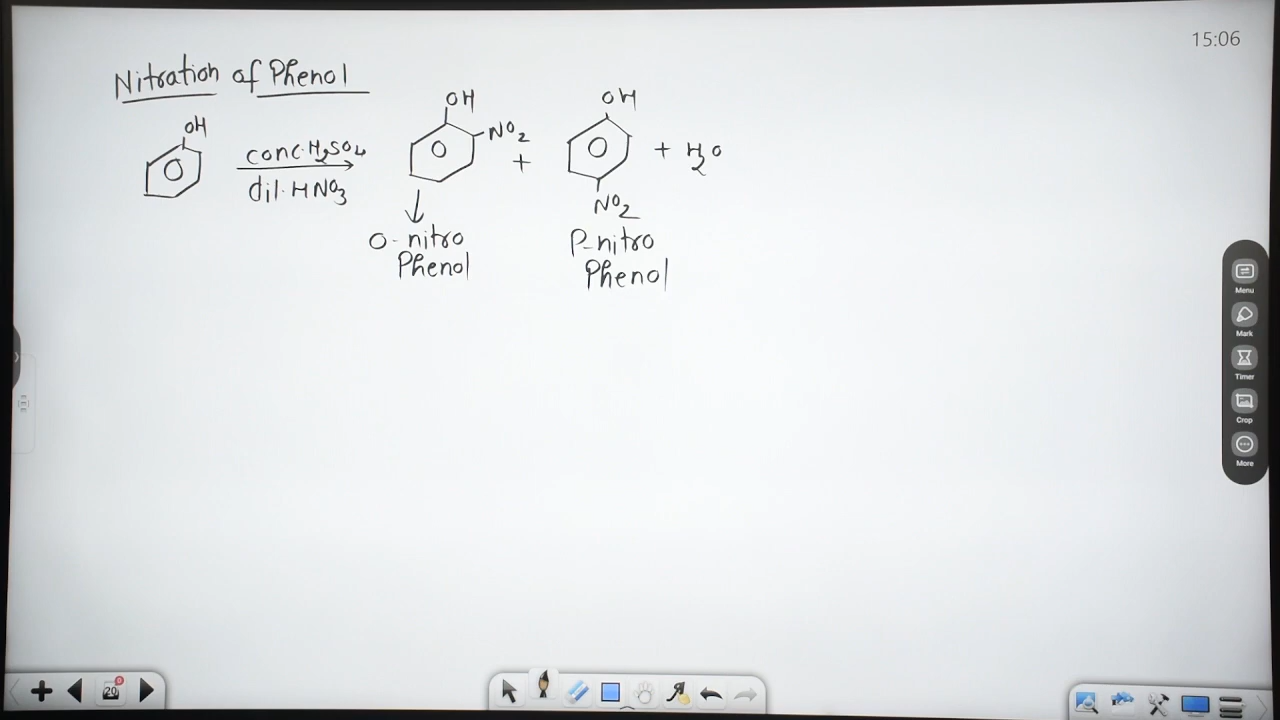 15:06
Nitration of Phenol
OH
conc. H₂SO₄
dil. HNO₃
OH
NO₂
+
OH
NO₂
+ H₂O
O-nitro
Phenol
P-nitro
Phenol
Menu
Mark
Timer
Crop
More
20